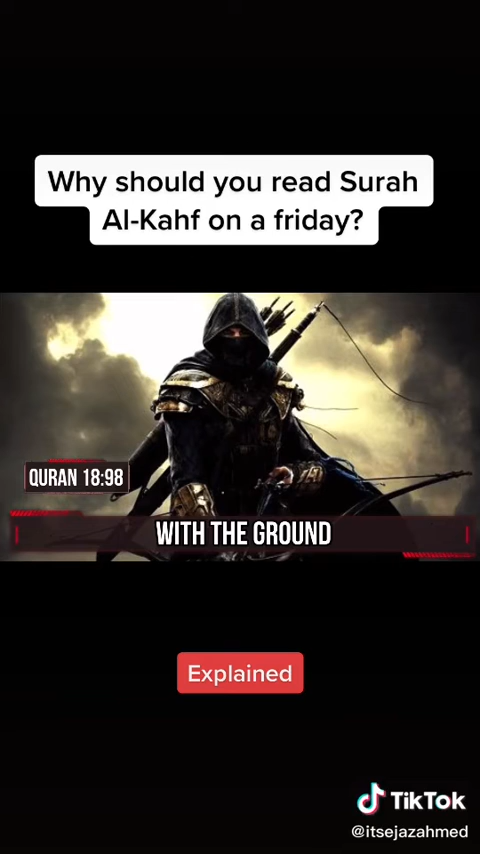 Why should you read Surah
Al-Kahf on a friday?
QURAN 18:98
WITH THE GROUND
Explained
TikTok
@itsejazahmed